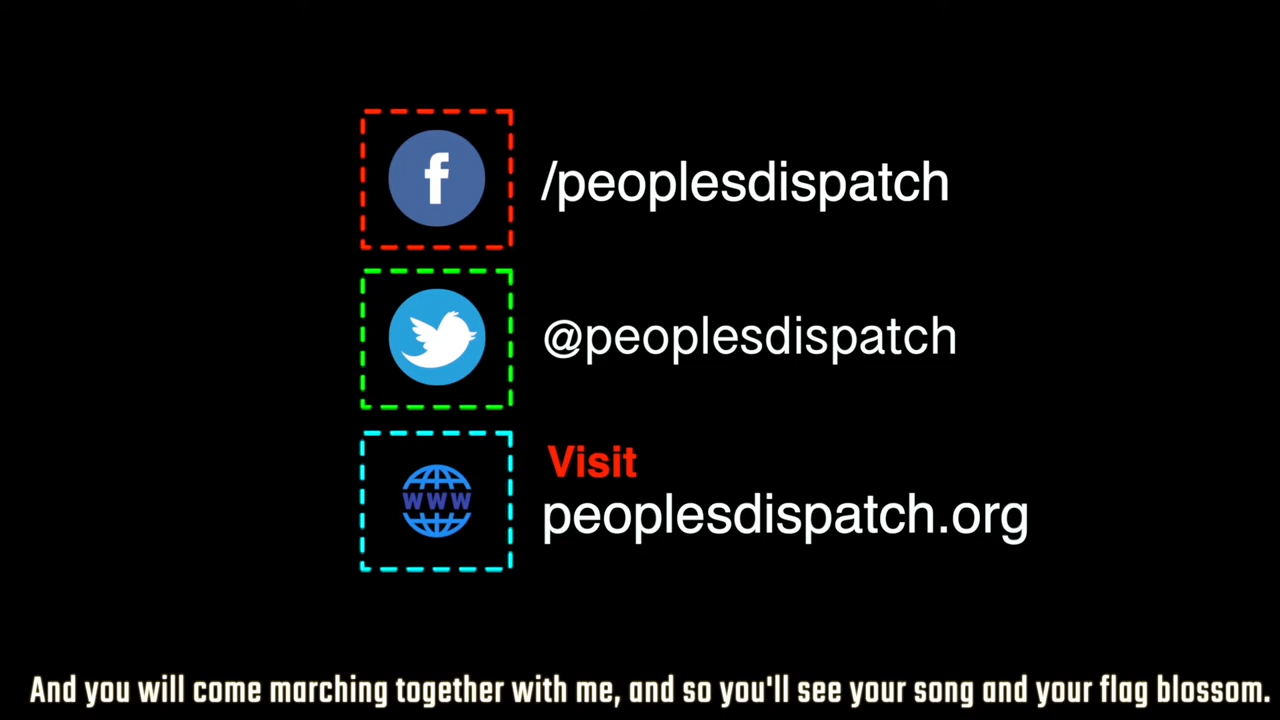 f
/peoplesdispatch
@peoplesdispatch
Visit
www
peoplesdispatch.org
And you will come marching together with me, and so you'll see your song and your flag blossom.